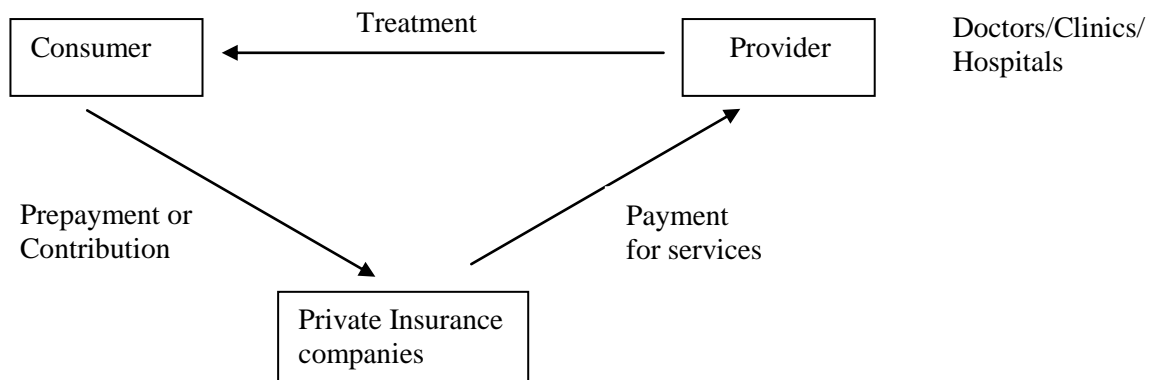 Treatment
Consumer
Provider
Doctors/Clinics/
Hospitals
Prepayment or
Contribution
Payment
for services
Private Insurance
companies